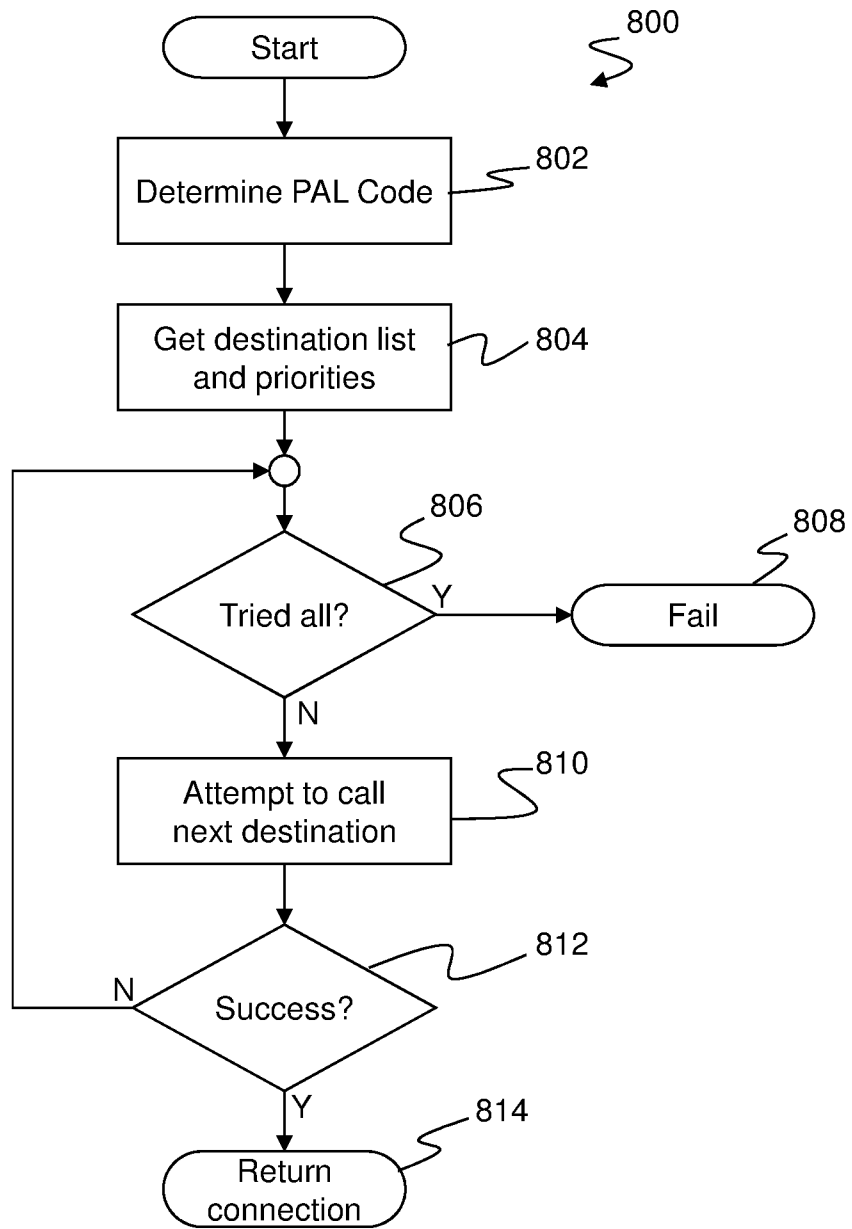 800
Start
802
Determine PAL Code
804
Get destination list
and priorities
806
808
Tried all?
Y
Fail
N
810
Attempt to call
next destination
812
N
Success?
Y
814
Return
connection